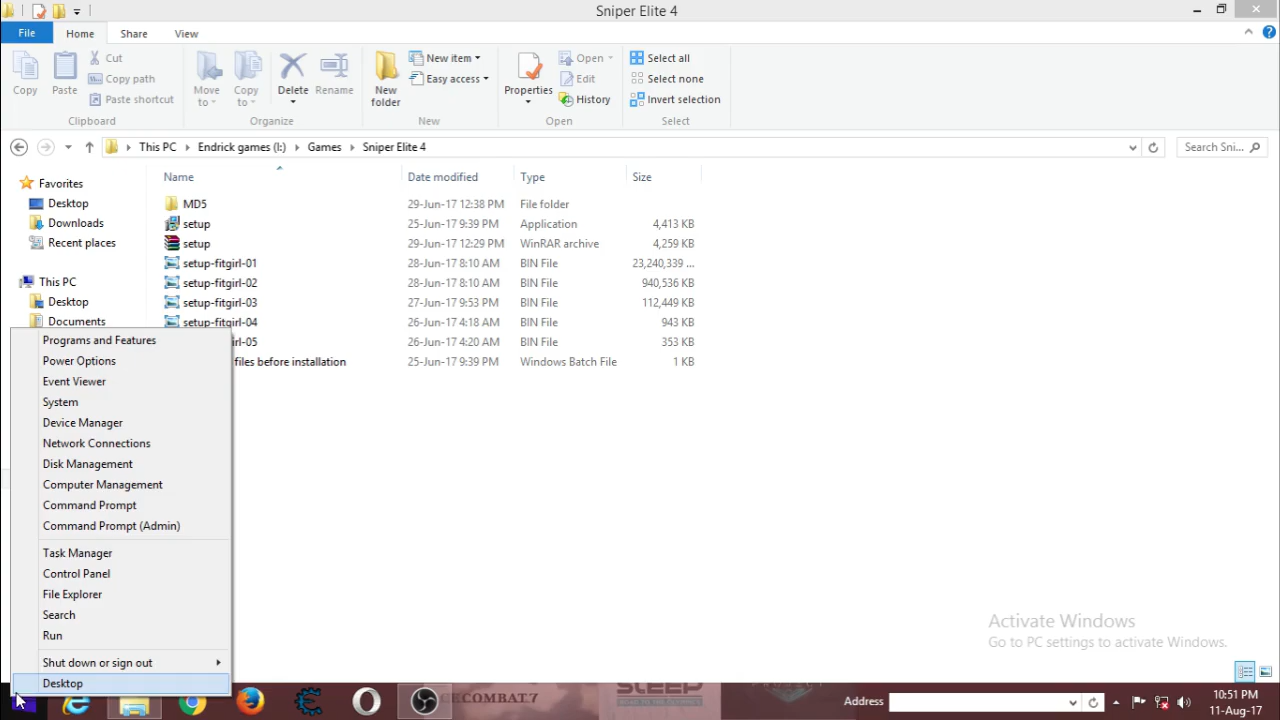 Sniper Elite 4
File Home Share View
Copy Paste Cut Copy path Paste shortcut Move to Copy to Delete Rename New folder New item Easy access Properties Open Edit History Select all Select none Invert selection
Clipboard Organize New Open Select
This PC Endrick games (I:) Games Sniper Elite 4 Search Sni...
Name Date modified Type Size
MD5 29-Jun-17 12:38 PM File folder
setup 25-Jun-17 9:39 PM Application 4,413 KB
setup 29-Jun-17 12:29 PM WinRAR archive 4,259 KB
setup-fitgirl-01 28-Jun-17 8:10 AM BIN File 23,240,339 ...
setup-fitgirl-02 28-Jun-17 8:10 AM BIN File 940,536 KB
setup-fitgirl-03 27-Jun-17 9:53 PM BIN File 112,449 KB
setup-fitgirl-04 26-Jun-17 4:18 AM BIN File 943 KB
irl-05 26-Jun-17 4:20 AM BIN File 353 KB
files before installation 25-Jun-17 9:39 PM Windows Batch File 1 KB
Favorites
Desktop
Downloads
Recent places
This PC
Desktop
Documents
Programs and Features
Power Options
Event Viewer
System
Device Manager
Network Connections
Disk Management
Computer Management
Command Prompt
Command Prompt (Admin)
Task Manager
Control Panel
File Explorer
Search
Run
Shut down or sign out
Desktop
Activate Windows
Go to PC settings to activate Windows.
Address
10:51 PM
11-Aug-17